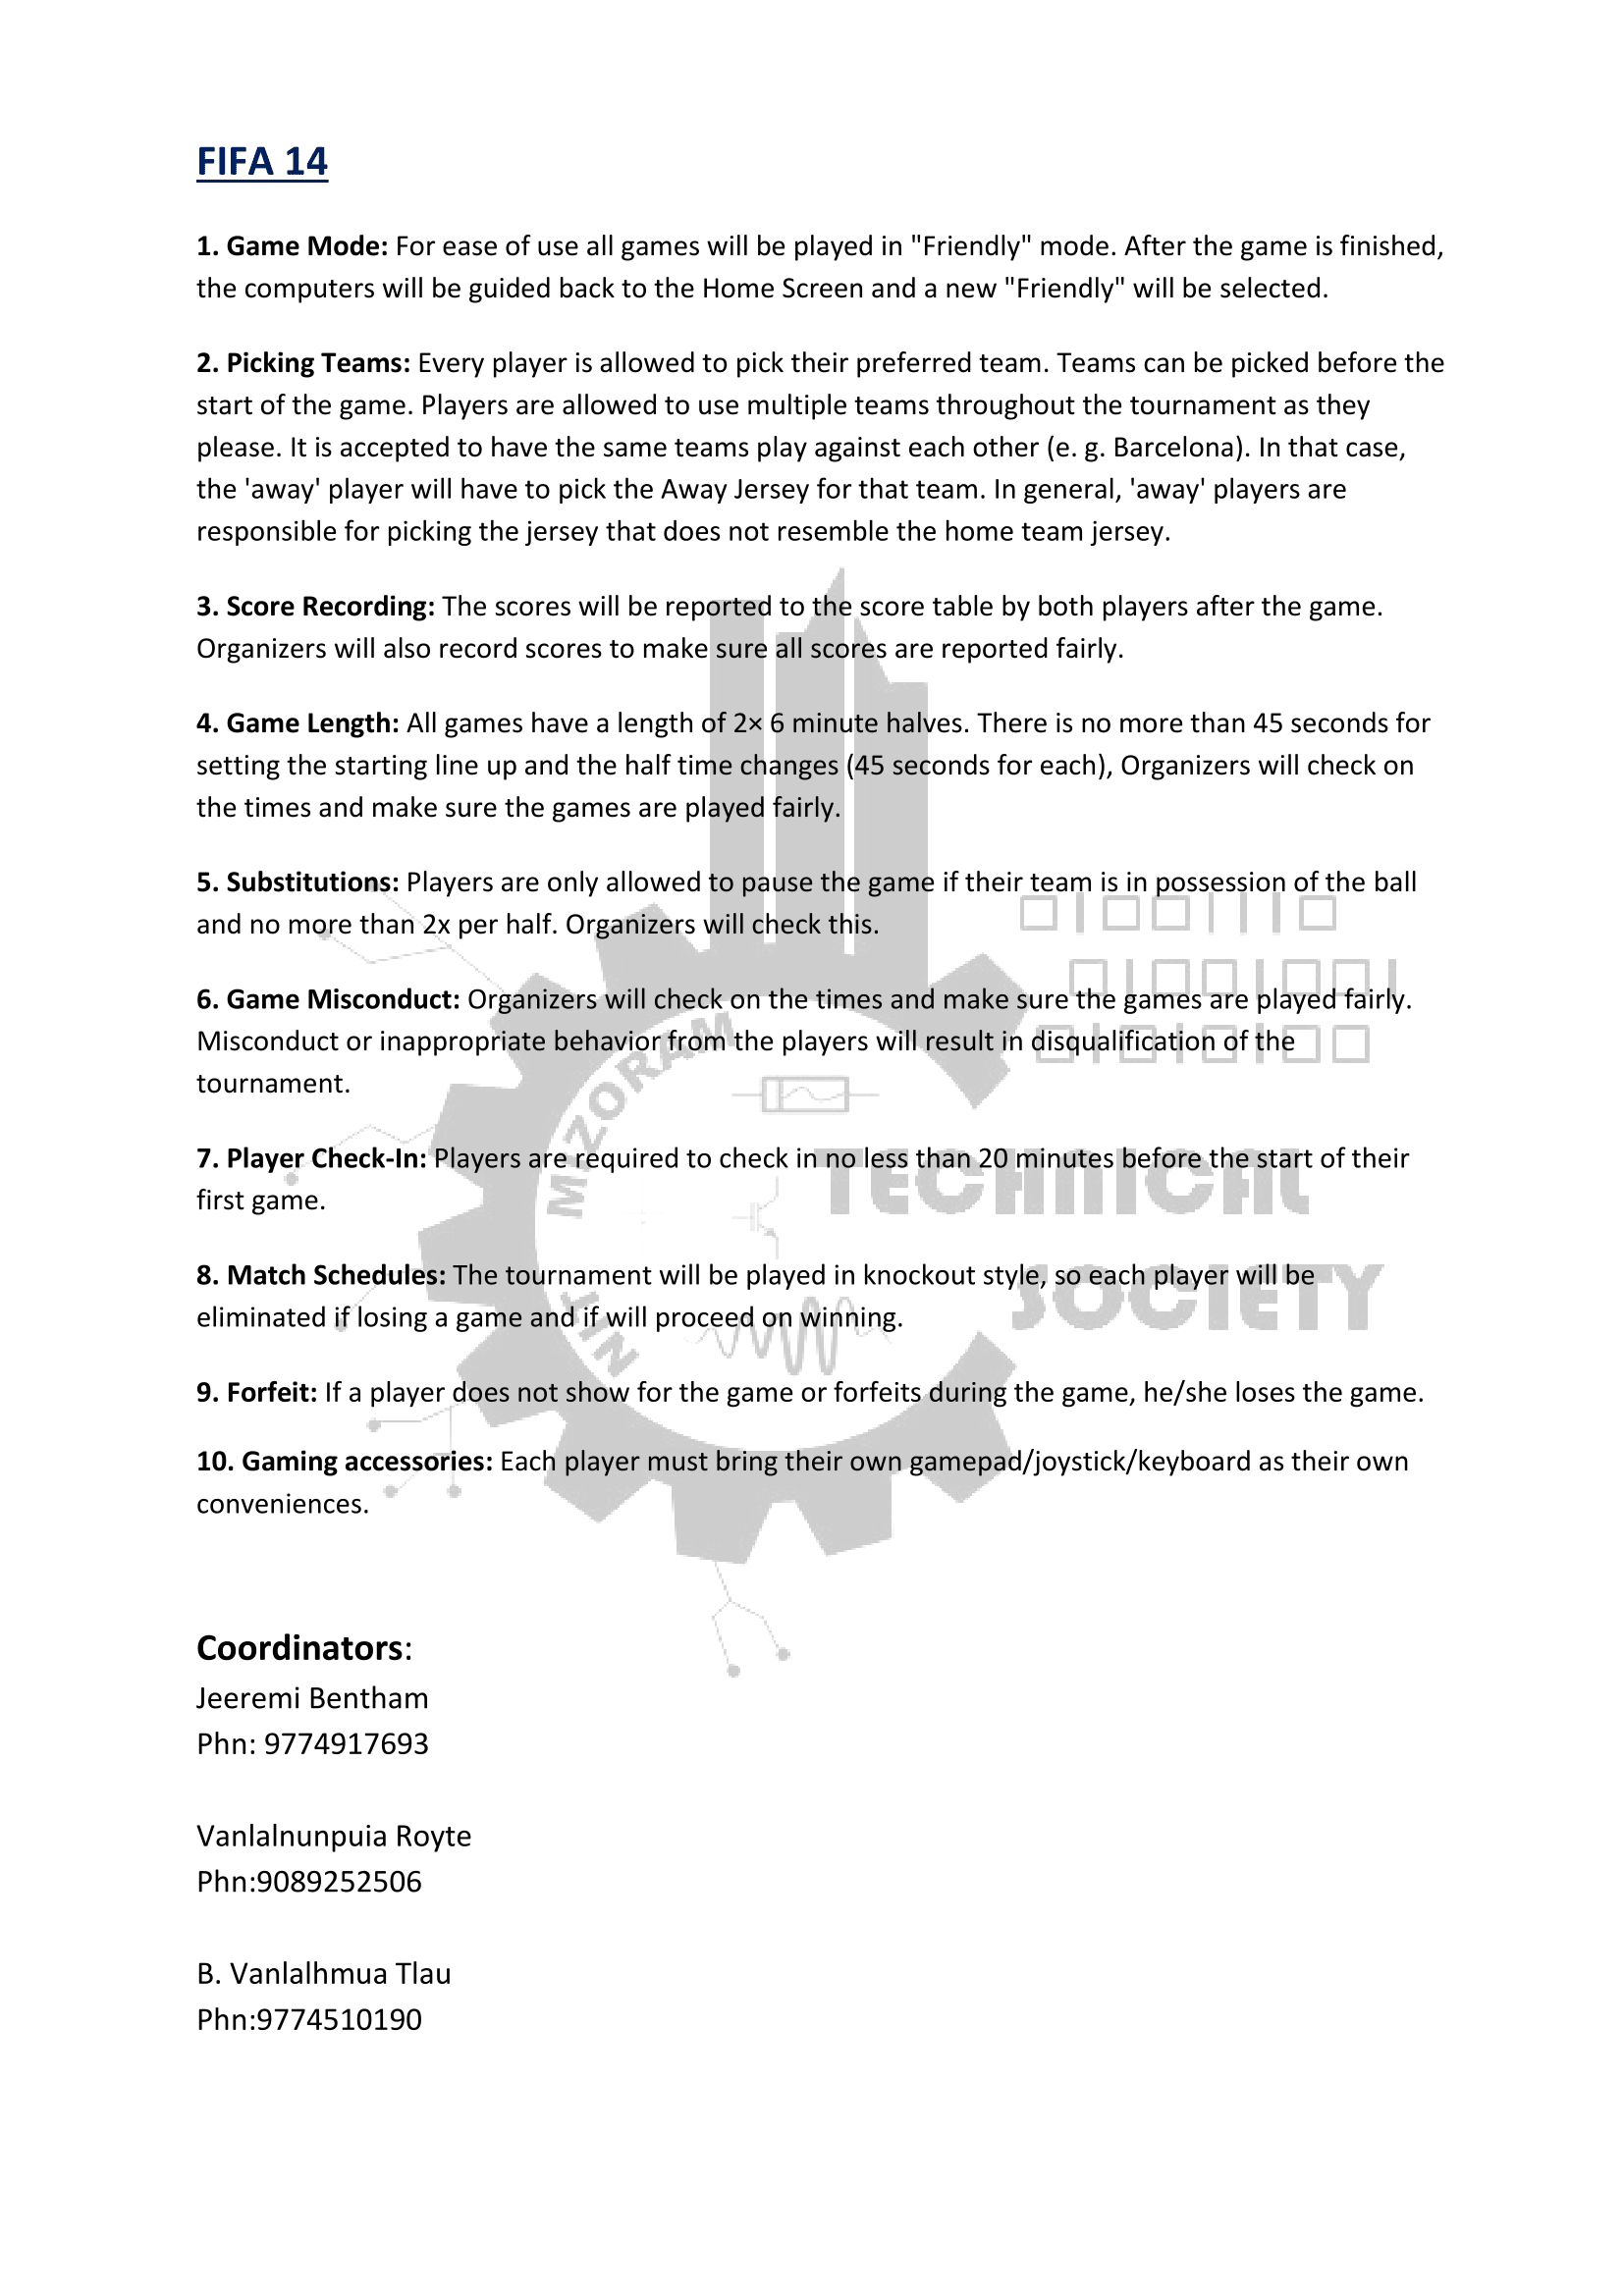 FIFA 14
1. Game Mode: For ease of use all games will be played in "Friendly" mode. After the game is finished,
the computers will be guided back to the Home Screen and a new "Friendly" will be selected.
2. Picking Teams: Every player is allowed to pick their preferred team. Teams can be picked before the
start of the game. Players are allowed to use multiple teams throughout the tournament as they
please. It is accepted to have the same teams play against each other (e. g. Barcelona). In that case,
the 'away' player will have to pick the Away Jersey for that team. In general, 'away' players are
responsible for picking the jersey that does not resemble the home team jersey.
3. Score Recording: The scores will be reported to the score table by both players after the game.
Organizers will also record scores to make sure all scores are reported fairly.
4. Game Length: All games have a length of 2× 6 minute halves. There is no more than 45 seconds for
setting the starting line up and the half time changes (45 seconds for each), Organizers will check on
the times and make sure the games are played fairly.
5. Substitutions: Players are only allowed to pause the game if their team is in possession of the ball
and no more than 2x per half. Organizers will check this.
6. Game Misconduct: Organizers will check on the times and make sure the games are played fairly.
Misconduct or inappropriate behavior from the players will result in disqualification of the
tournament.
7. Player Check-In: Players are required to check in no less than 20 minutes before the start of their
first game.
8. Match Schedules: The tournament will be played in knockout style, so each player will be
eliminated if losing a game and if will proceed on winning.
9. Forfeit: If a player does not show for the game or forfeits during the game, he/she loses the game.
10. Gaming accessories: Each player must bring their own gamepad/joystick/keyboard as their own
conveniences.
NIT MIZORAM
TECHNICAL
SOCIETY
Coordinators:
Jeeremi Bentham
Phn: 9774917693
Vanlalnunpuia Royte
Phn:9089252506
B. Vanlalhmua Tlau
Phn:9774510190